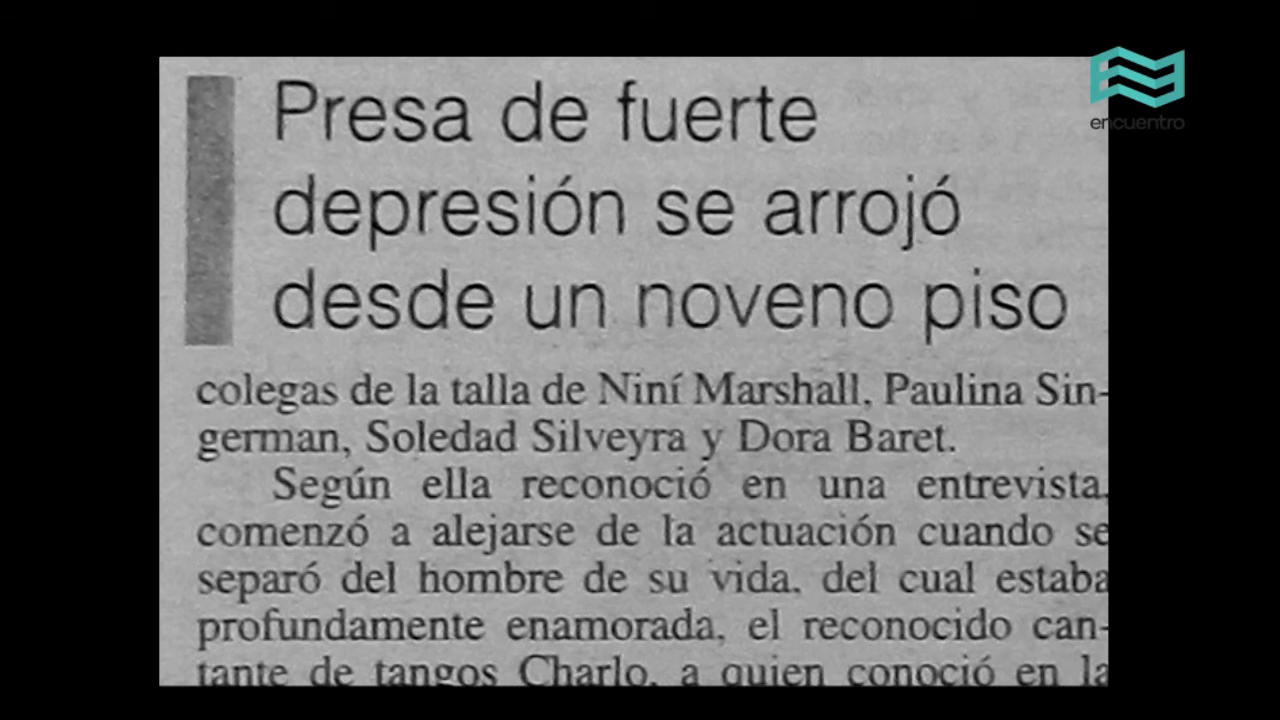 encuentro
Presa de fuerte
depresión se arrojó
desde un noveno piso
colegas de la talla de Niní Marshall, Paulina Sin-
german, Soledad Silveyra y Dora Baret.
Según ella reconoció en una entrevista,
comenzó a alejarse de la actuación cuando se
separó del hombre de su vida, del cual estaba
profundamente enamorada, el reconocido can-
tante de tangos Charlo, a quien conoció en la